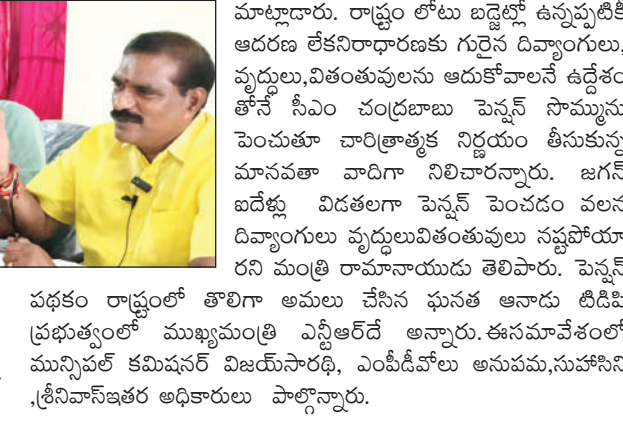 మాట్లాడారు. రాష్ట్రం లోటు బడ్జెట్లో ఉన్నప్పటికీ
ఆదరణ లేకనిరాధారణకు గురైన దివ్యాంగులు,
వృద్ధులు,వితంతువులను ఆదుకోవాలనే ఉద్దేశం
తోనే సీఎం చంద్రబాబు పెన్షన్ సొమ్మును
పెంచుతూ చారిత్రాత్మక నిర్ణయం తీసుకున్న
మానవతా వాదిగా నిలిచారన్నారు. జగన్
ఐదేళ్లు విడతలగా పెన్షన్ పెంచడం వలన
దివ్యాంగులు వృద్ధులువితంతువులు నష్టపోయా
రని మంత్రి రామానాయుడు తెలిపారు. పెన్షన్
పథకం రాష్ట్రంలో తొలిగా అమలు చేసిన ఘనత ఆనాడు టిడిపి
ప్రభుత్వంలో ముఖ్యమంత్రి ఎన్టీఆర్‌దే అన్నారు.ఈసమావేశంలో
మున్సిపల్ కమిషనర్ విజయ్‌సారథి, ఎంపీడీవోలు అనుపమ,సుహాసిని
,శ్రీనివాస్ఇతర అధికారులు పాల్గొన్నారు.